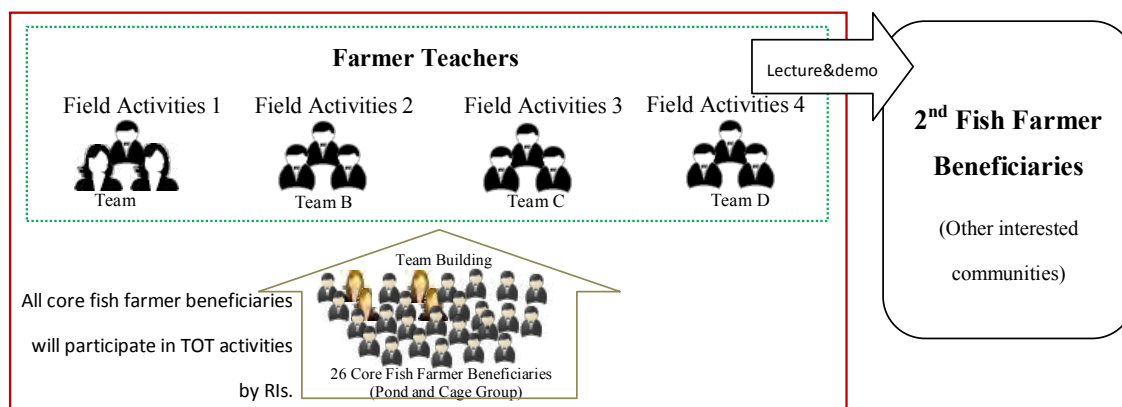 Farmer Teachers
Lecture&demo
Field Activities 1
Field Activities 2
Field Activities 3
Field Activities 4
Team
Team B
Team C
Team D
2nd Fish Farmer
Beneficiaries
(Other interested
communities)
Team Building
All core fish farmer beneficiaries
will participate in TOT activities
by RIs.
26 Core Fish Farmer Beneficiaries
(Pond and Cage Group)